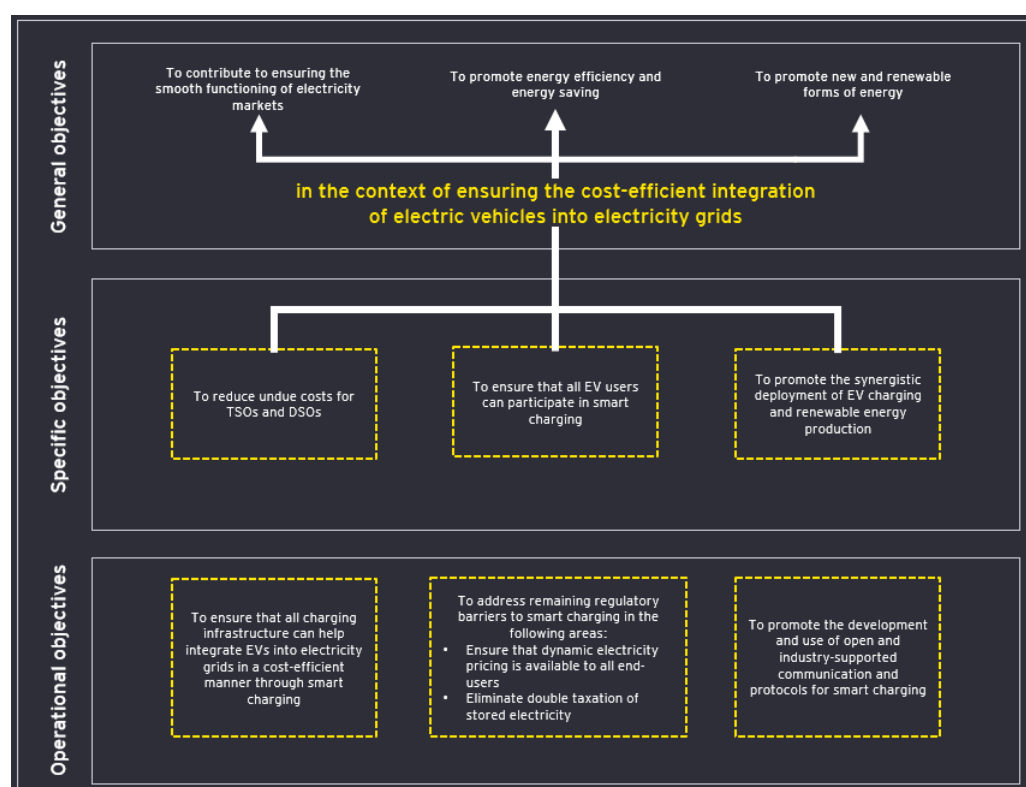 General objectives
To contribute to ensuring the
smooth functioning of electricity
markets
To promote energy efficiency and
energy saving
To promote new and renewable
forms of energy
in the context of ensuring the cost-efficient integration
of electric vehicles into electricity grids
Specific objectives
To reduce undue costs for
TSOs and DSOs
To ensure that all EV users
can participate in smart
charging
To promote the synergistic
deployment of EV charging
and renewable energy
production
Operational objectives
To ensure that all charging
infrastructure can help
integrate EVs into electricity
grids in a cost-efficient
manner through smart
charging
To address remaining regulatory
barriers to smart charging in the
following areas:
• Ensure that dynamic electricity
pricing is available to all end-
users
• Eliminate double taxation of
stored electricity
To promote the development
and use of open and
industry-supported
communication and
protocols for smart charging